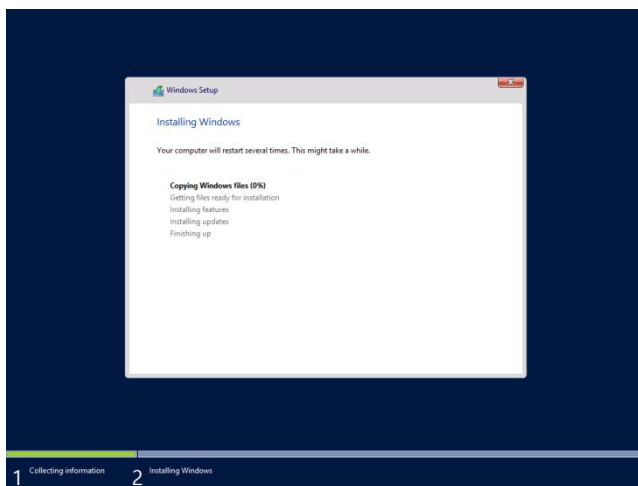 Windows Setup
Installing Windows
Your computer will restart several times. This might take a while.
Copying Windows files (0%)
Getting files ready for installation
Installing features
Installing updates
Finishing up
1 Collecting information
2 Installing Windows